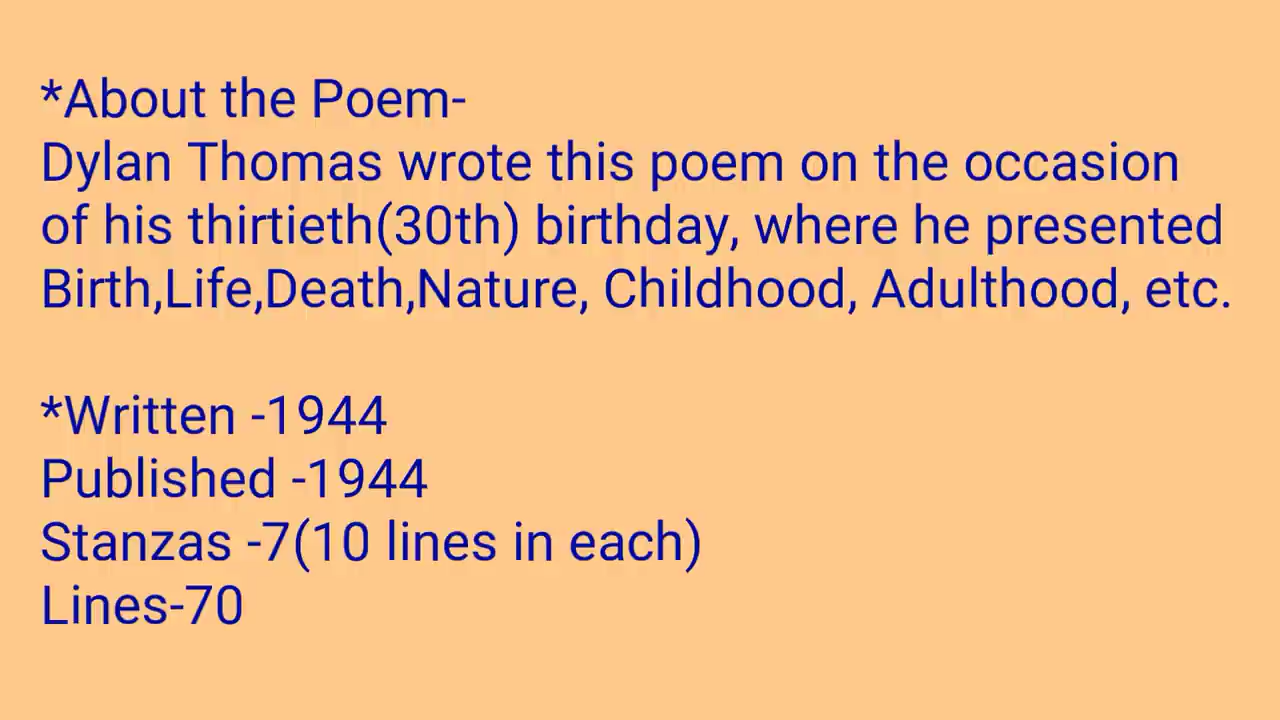 *About the Poem-
Dylan Thomas wrote this poem on the occasion
of his thirtieth(30th) birthday, where he presented
Birth,Life,Death,Nature, Childhood, Adulthood, etc.
*Written -1944
Published -1944
Stanzas -7(10 lines in each)
Lines-70